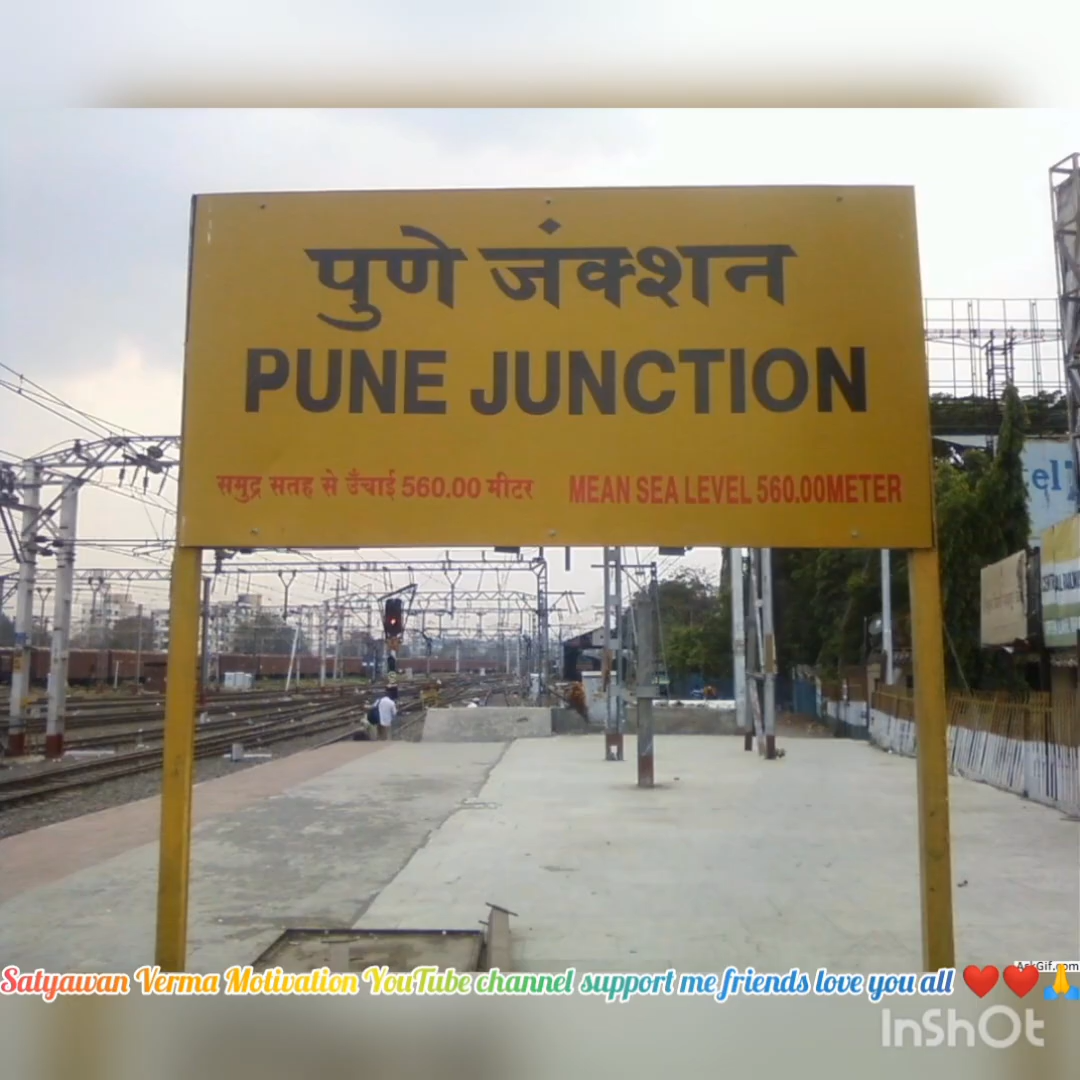 पुणे जंक्शन
PUNE JUNCTION
समुद्र सतह से उँचाई 560.00 मीटर MEAN SEA LEVEL 560.00METER
el
Satyawan Verma Motivation YouTube channel support me friends love you all ❤️❤️🙏
InShOt